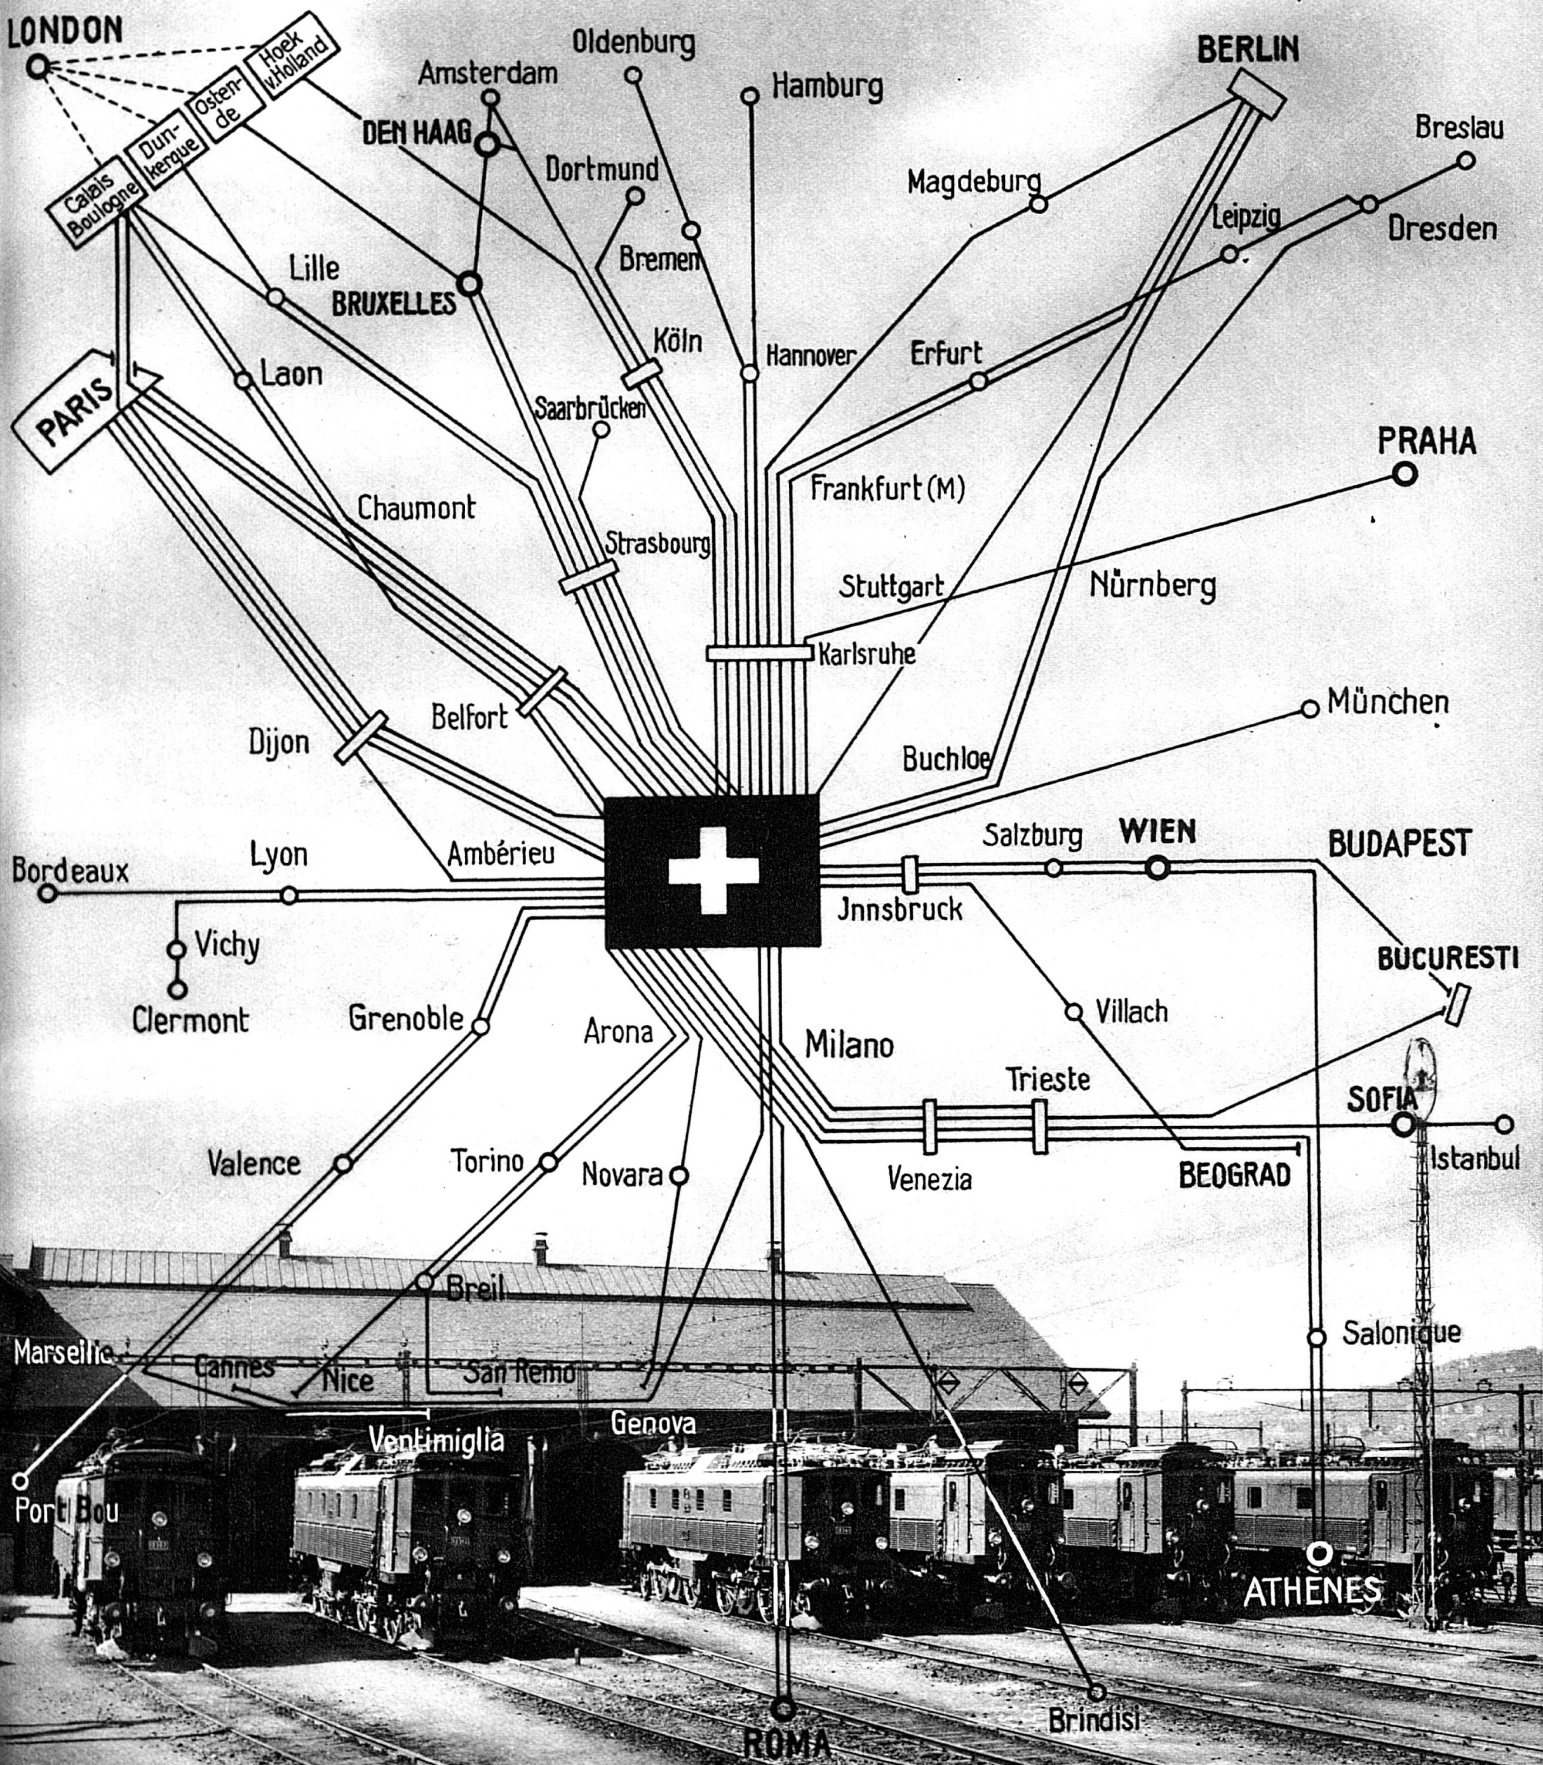 LONDON
Hoek
v.Holland
Osten-
de
Dun-
kerque
Calais
Boulogne
Oldenburg
Amsterdam
Hamburg
BERLIN
DEN HAAG
Dortmund
Breslau
Magdeburg
Leipzig
Dresden
Bremen
Lille
BRUXELLES
Köln
Hannover
Erfurt
Laon
PARIS
Saarbrücken
PRAHA
Frankfurt (M)
Chaumont
Strasbourg
Stuttgart
Nürnberg
Karlsruhe
Belfort
München
Dijon
Buchloe
Salzburg
WIEN
BUDAPEST
Ambérieu
Lyon
Bordeaux
Jnnsbruck
Vichy
BUCURESTI
Clermont
Grenoble
Arona
Milano
Villach
Trieste
SOFIA
Valence
Torino
Novara
Venezia
BEOGRAD
Istanbul
Breil
Salonique
Marseille
Cannes
Nice
San Remo
Genova
Ventimiglia
Port Bou
ATHÈNES
Brindisi
ROMA